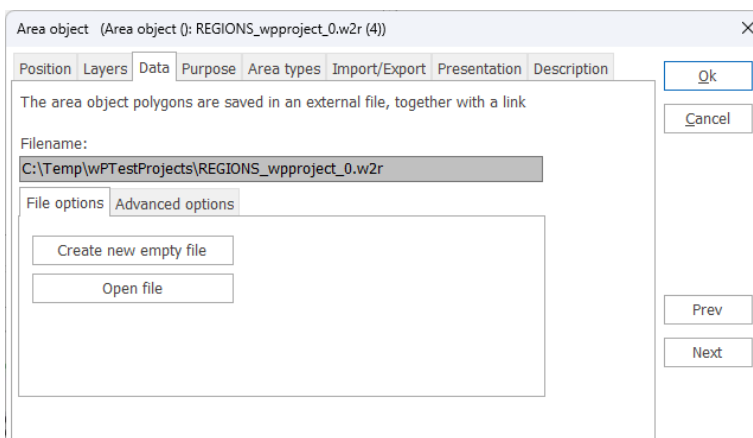 Area object (Area object (): REGIONS_wpproject_0.w2r (4))
Position Layers Data Purpose Area types Import/Export Presentation Description
Ok
The area object polygons are saved in an external file, together with a link
Cancel
Filename:
C:\Temp\wPTestProjects\REGIONS_wpproject_0.w2r
File options Advanced options
Create new empty file
Open file
Prev
Next